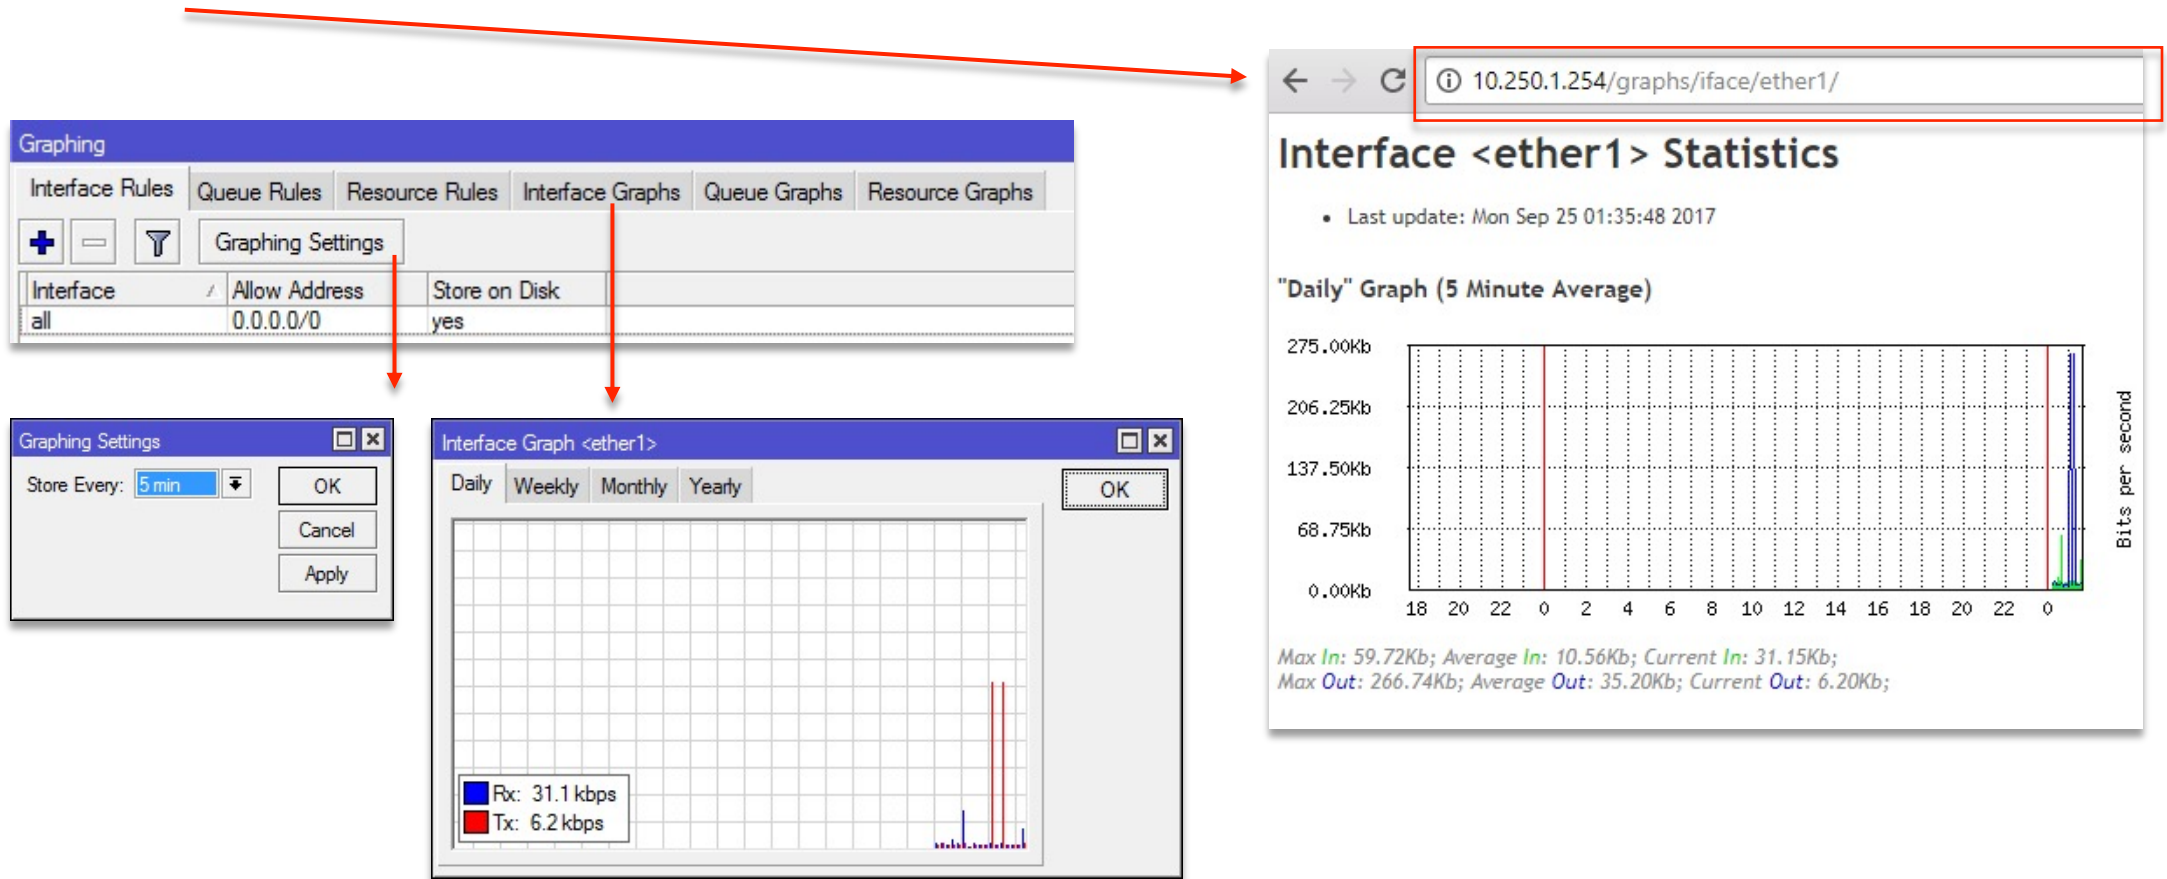 Graphing
Interface Rules Queue Rules Resource Rules Interface Graphs Queue Graphs Resource Graphs
Graphing Settings
Interface Allow Address Store on Disk
all 0.0.0.0/0 yes
Graphing Settings
Store Every: 5 min OK
Cancel
Apply
Interface Graph <ether1>
Daily Weekly Monthly Yearly OK
Rx: 31.1 kbps
Tx: 6.2 kbps
10.250.1.254/graphs/iface/ether1/
Interface <ether1> Statistics
• Last update: Mon Sep 25 01:35:48 2017
"Daily" Graph (5 Minute Average)
275.00Kb
206.25Kb
137.50Kb
68.75Kb
0.00Kb
18 20 22 0 2 4 6 8 10 12 14 16 18 20 22 0
Bits per second
Max In: 59.72Kb; Average In: 10.56Kb; Current In: 31.15Kb;
Max Out: 266.74Kb; Average Out: 35.20Kb; Current Out: 6.20Kb;